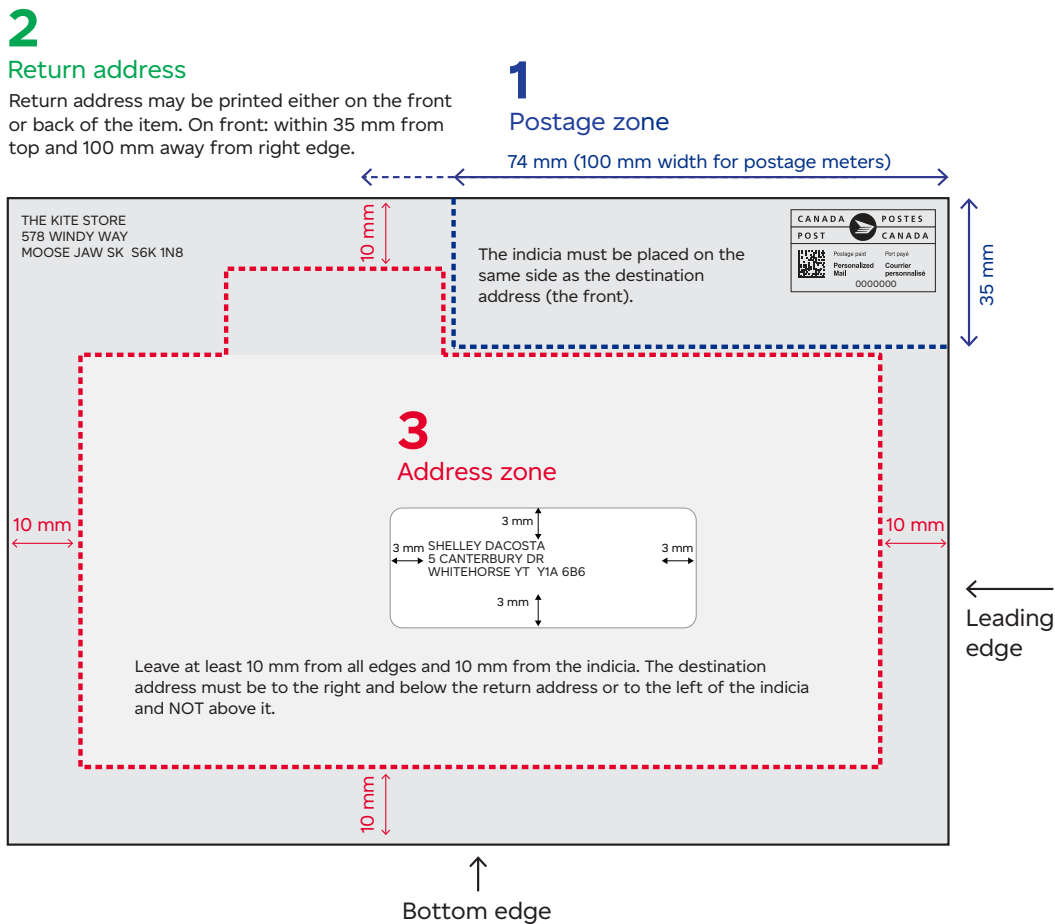 2
Return address
Return address may be printed either on the front
or back of the item. On front: within 35 mm from
top and 100 mm away from right edge.
1
Postage zone
74 mm (100 mm width for postage meters)
THE KITE STORE
578 WINDY WAY
MOOSE JAW SK  S6K 1N8
10 mm
The indicia must be placed on the
same side as the destination
address (the front).
CANADA POSTES
POST CANADA
Postage paid Port payé
Personalized Courrier
Mail personnalisé
0000000
35 mm
3
Address zone
10 mm
10 mm
3 mm
3 mm
SHELLEY DACOSTA
5 CANTERBURY DR
WHITEHORSE YT  Y1A 6B6
3 mm
3 mm
Leading
edge
Leave at least 10 mm from all edges and 10 mm from the indicia. The destination
address must be to the right and below the return address or to the left of the indicia
and NOT above it.
10 mm
Bottom edge